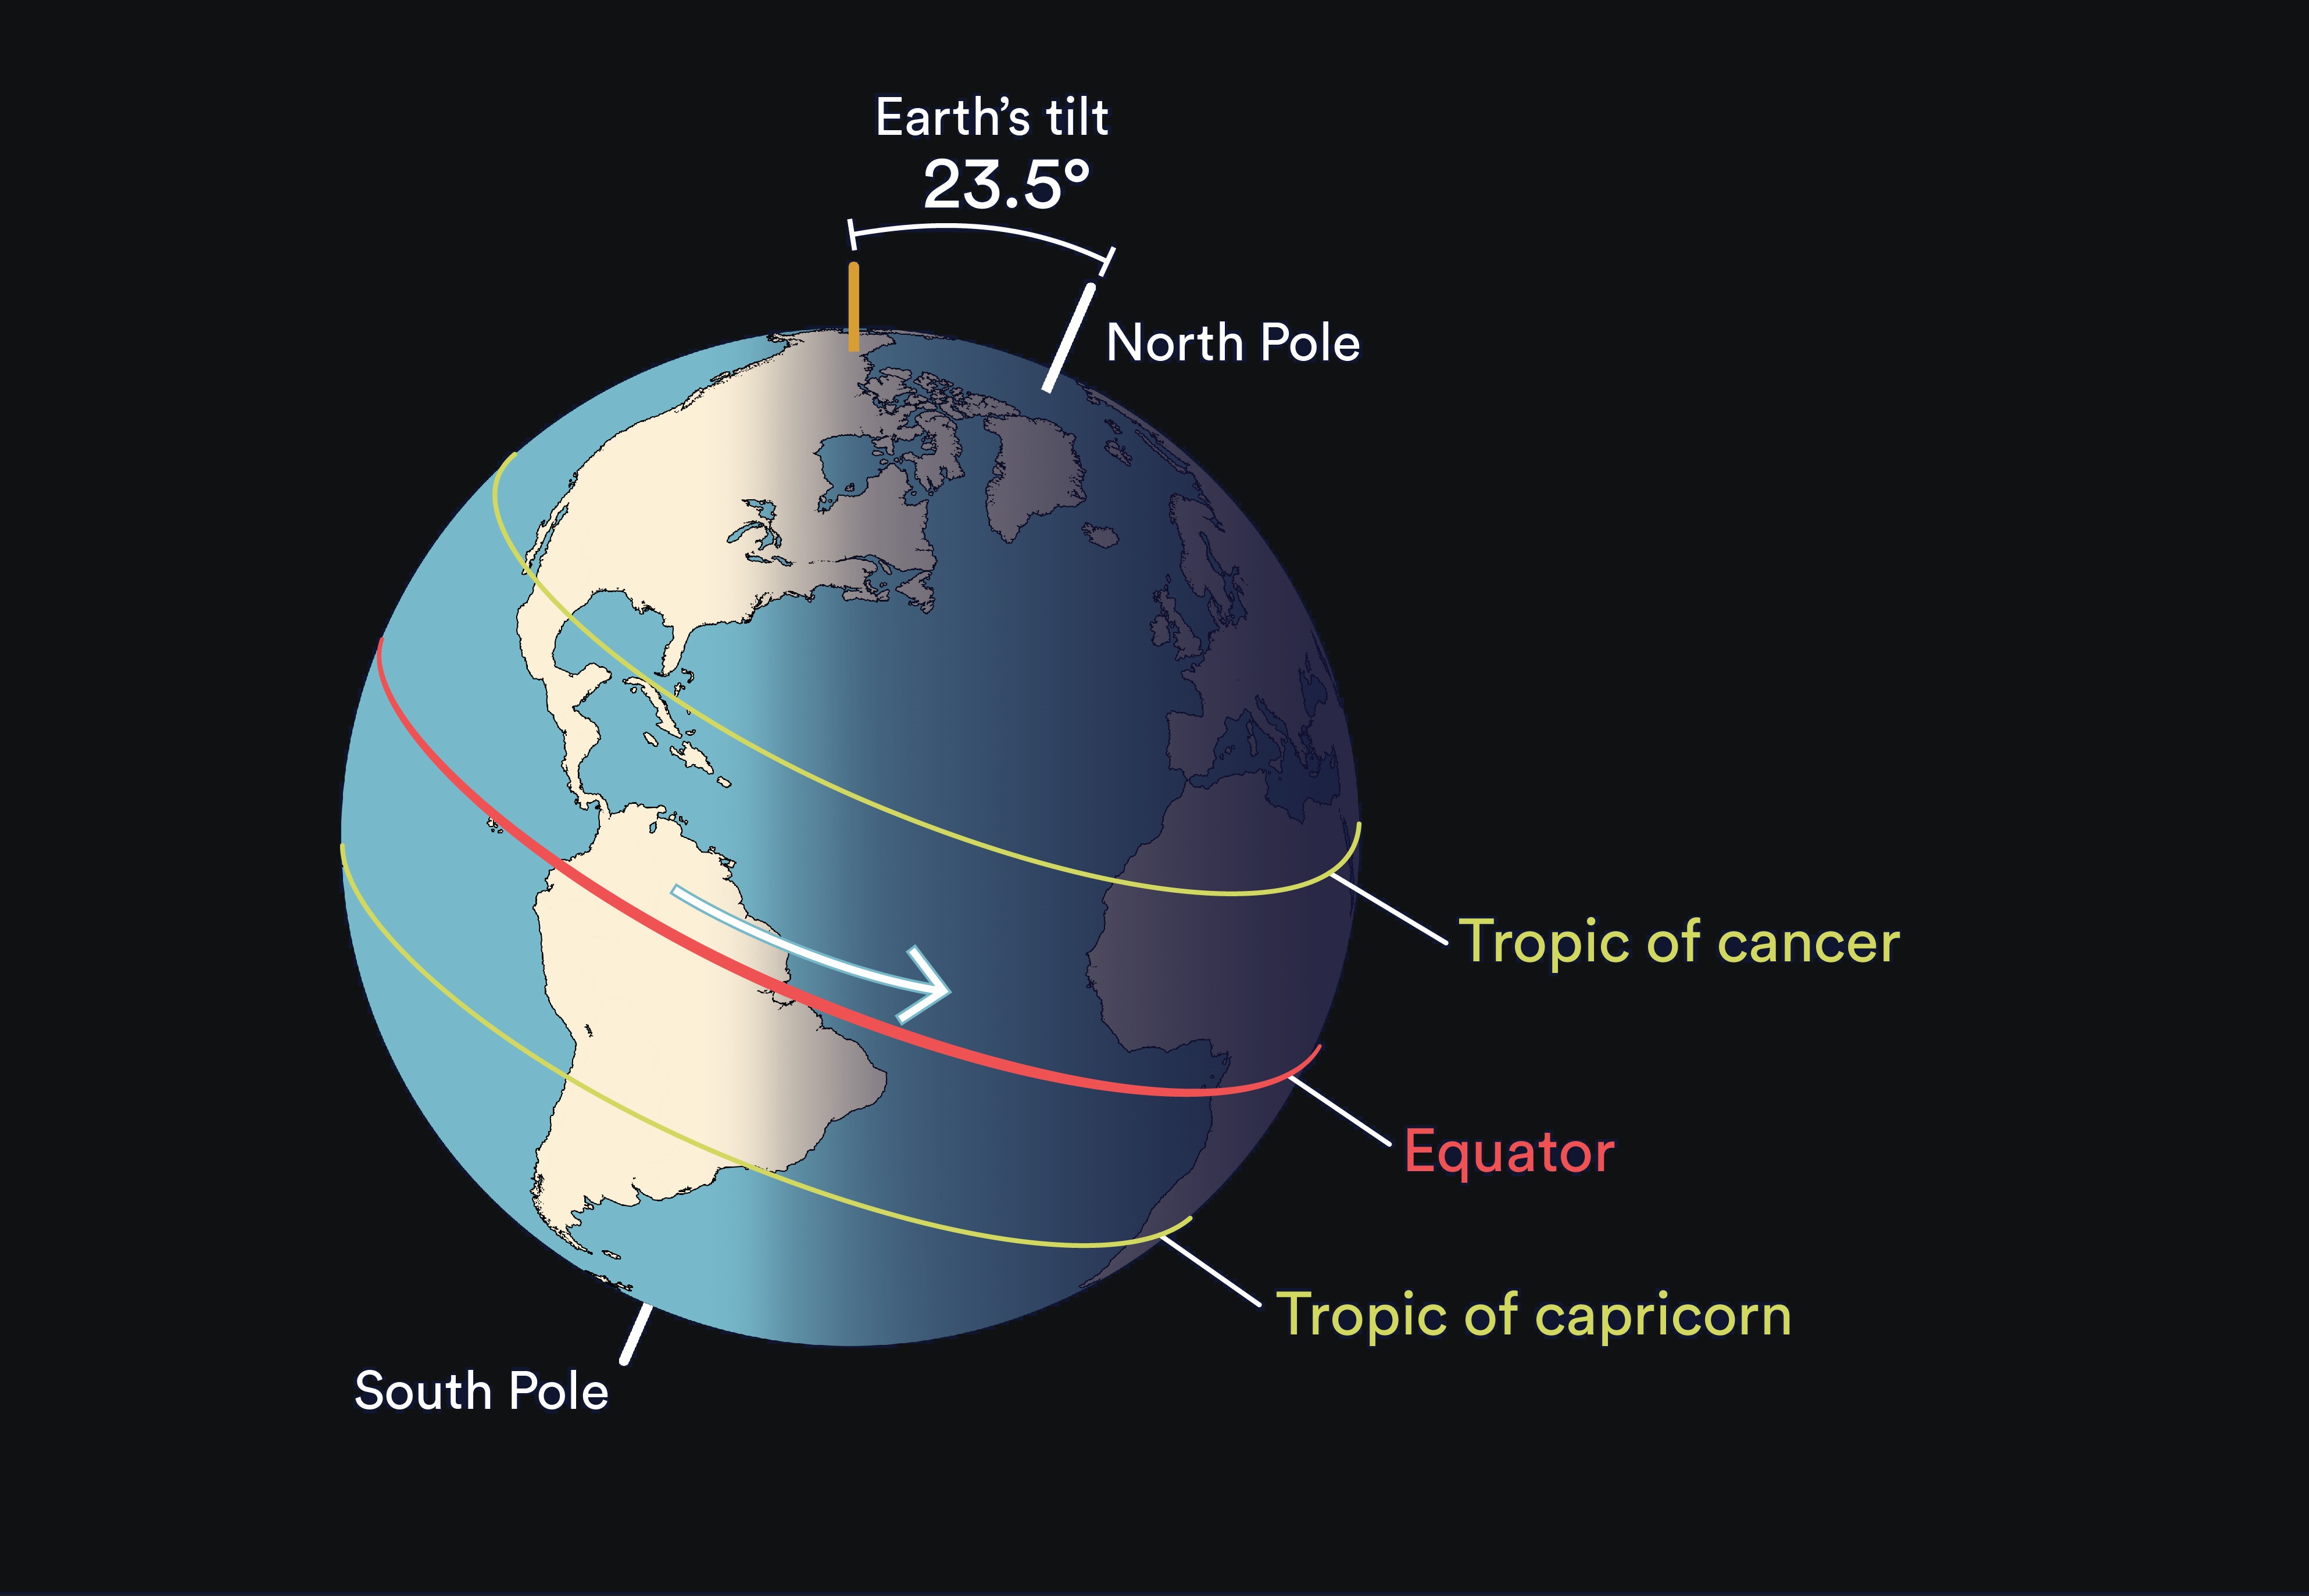 Earth’s tilt
23.5°
North Pole
Tropic of cancer
Equator
Tropic of capricorn
South Pole